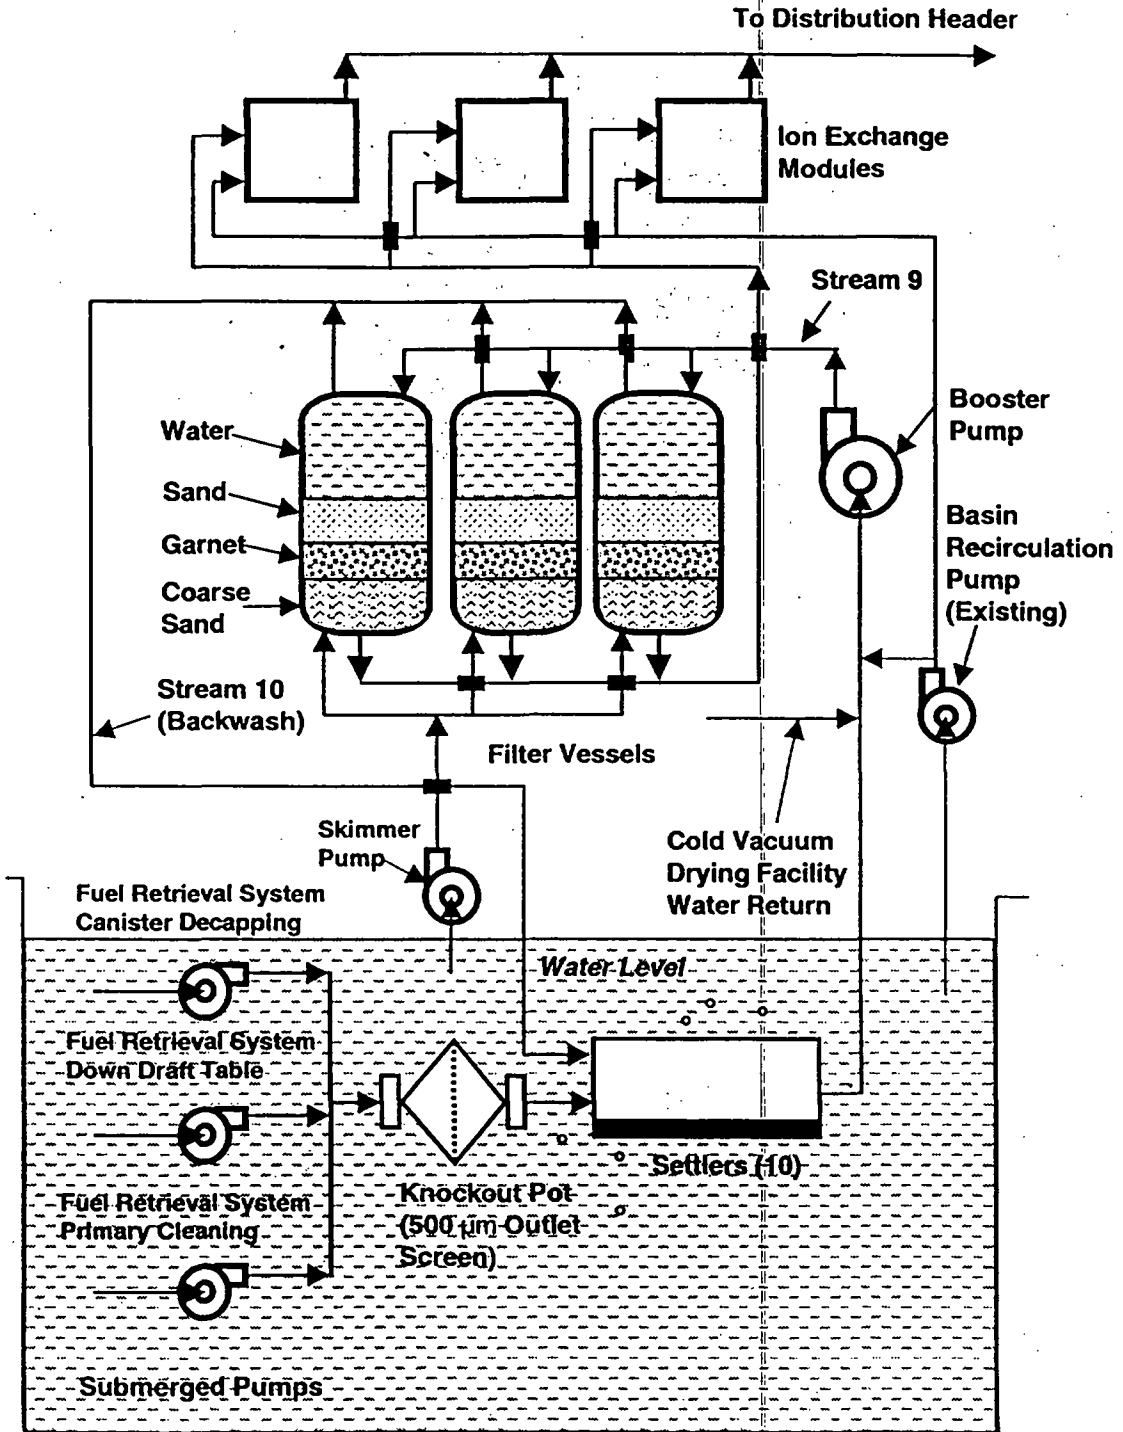 To Distribution Header
Ion Exchange
Modules
Stream 9
Booster
Pump
Water
Sand
Garnet
Coarse
Sand
Basin
Recirculation
Pump
(Existing)
Stream 10
(Backwash)
Filter Vessels
Skimmer
Pump
Cold Vacuum
Drying Facility
Water Return
Fuel Retrieval System
Canister Decapping
Water Level
Fuel Retrieval System
Down Draft Table
Settlers (10)
Fuel Retrieval System
Primary Cleaning
Knockout Pot
(500 μm Outlet
Screen)
Submerged Pumps